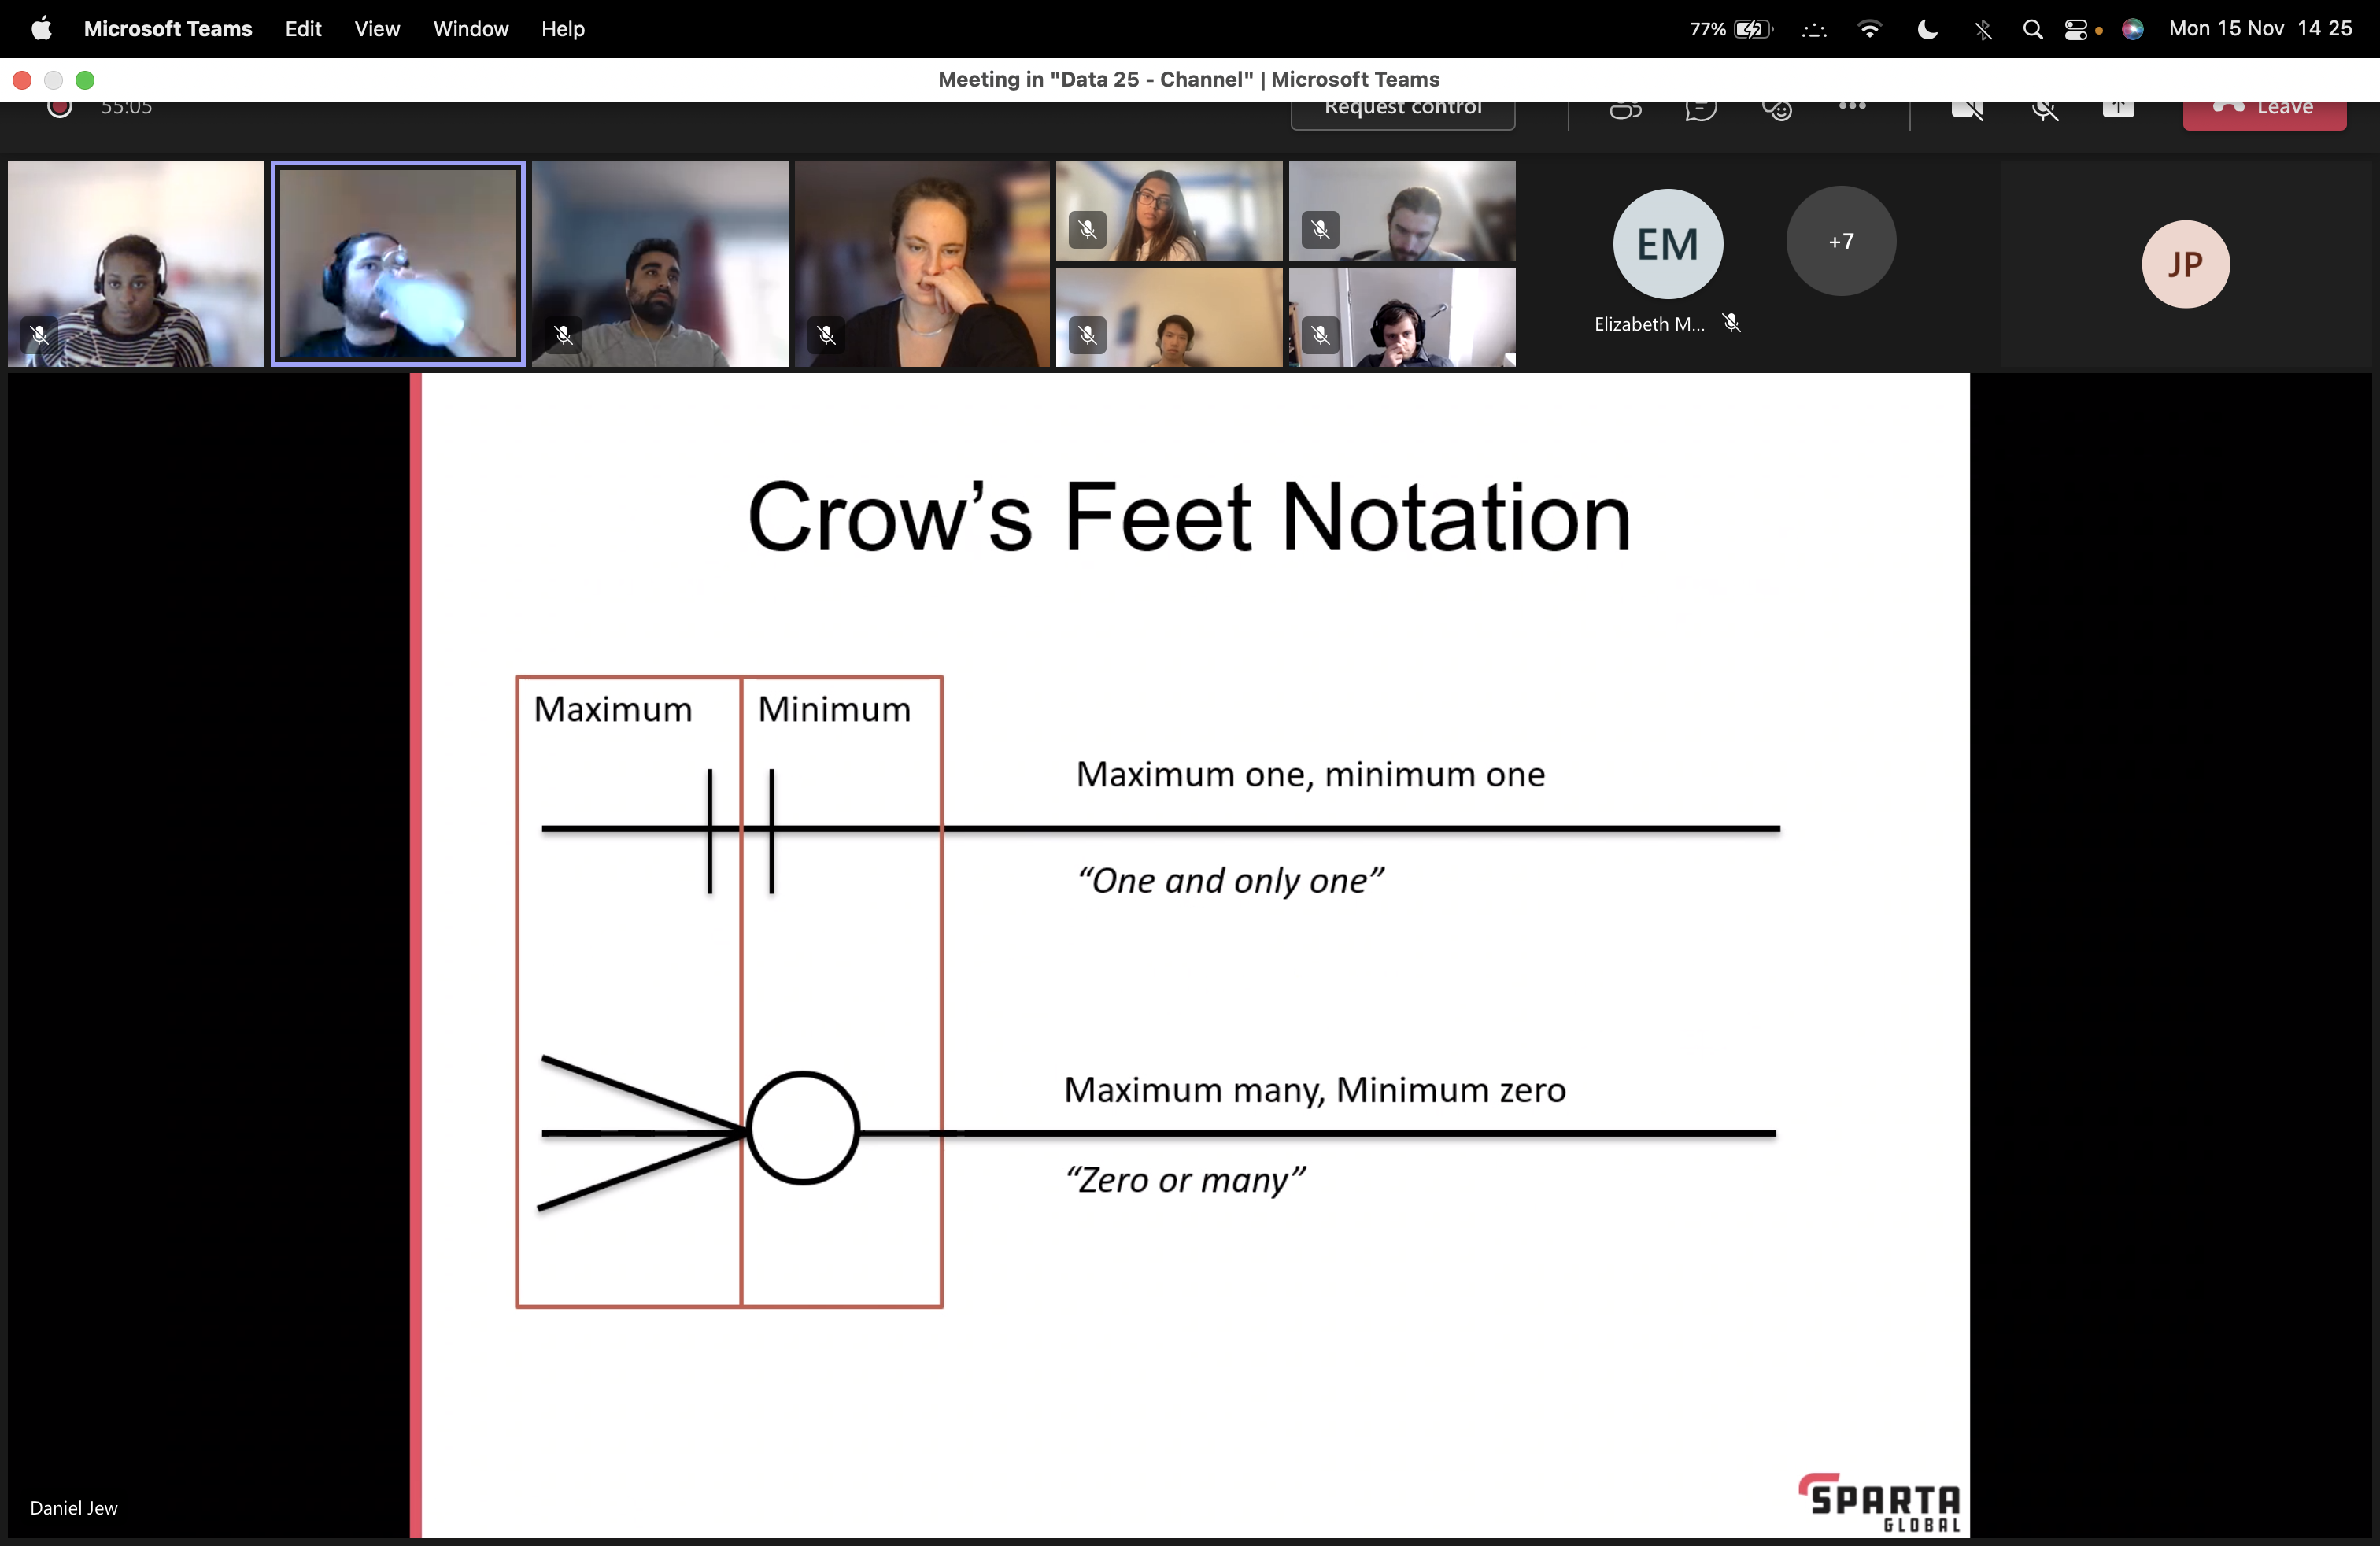 Microsoft Teams Edit View Window Help 77% Mon 15 Nov 14 25
Meeting in "Data 25 - Channel" | Microsoft Teams
55:05 Request control Leave
EM +7 JP
Elizabeth M...
Crow’s Feet Notation
Maximum Minimum
Maximum one, minimum one
“One and only one”
Maximum many, Minimum zero
“Zero or many”
Daniel Jew
SPARTA
GLOBAL